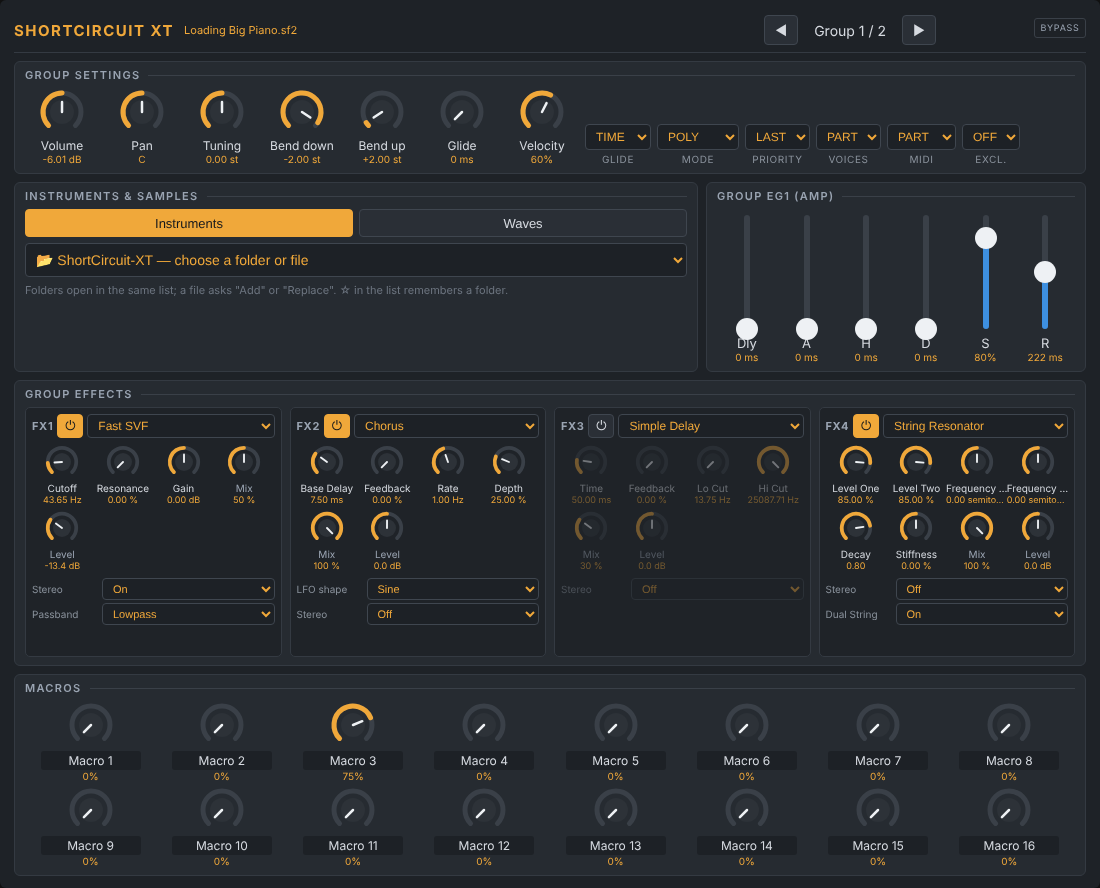 SHORTCIRCUIT XT Loading Big Piano.sf2 ◀ Group 1 / 2 ▶ BYPASS
GROUP SETTINGS
Volume Pan Tuning Bend down Bend up Glide Velocity
-6.01 dB C 0.00 st -2.00 st +2.00 st 0 ms 60%
TIME POLY LAST PART PART OFF
GLIDE MODE PRIORITY VOICES MIDI EXCL.
INSTRUMENTS & SAMPLES
Instruments Waves
📂 ShortCircuit-XT — choose a folder or file
Folders open in the same list; a file asks "Add" or "Replace". ☆ in the list remembers a folder.
GROUP EG1 (AMP)
Dly A H D S R
0 ms 0 ms 0 ms 0 ms 80% 222 ms
GROUP EFFECTS
FX1 Fast SVF
Cutoff Resonance Gain Mix
43.65 Hz 0.00 % 0.00 dB 50 %
Level
-13.4 dB
Stereo On
Passband Lowpass
FX2 Chorus
Base Delay Feedback Rate Depth
7.50 ms 0.00 % 1.00 Hz 25.00 %
Mix Level
100 % 0.0 dB
LFO shape Sine
Stereo Off
FX3 Simple Delay
Time Feedback Lo Cut Hi Cut
50.00 ms 0.00 % 13.75 Hz 25087.71 Hz
Mix Level
30 % 0.0 dB
Stereo Off
FX4 String Resonator
Level One Level Two Frequency ... Frequency ...
85.00 % 85.00 % 0.00 semito... 0.00 semito...
Decay Stiffness Mix Level
0.80 0.00 % 100 % 0.0 dB
Stereo Off
Dual String On
MACROS
Macro 1 Macro 2 Macro 3 Macro 4 Macro 5 Macro 6 Macro 7 Macro 8
0% 0% 75% 0% 0% 0% 0% 0%
Macro 9 Macro 10 Macro 11 Macro 12 Macro 13 Macro 14 Macro 15 Macro 16
0% 0% 0% 0% 0% 0% 0% 0%